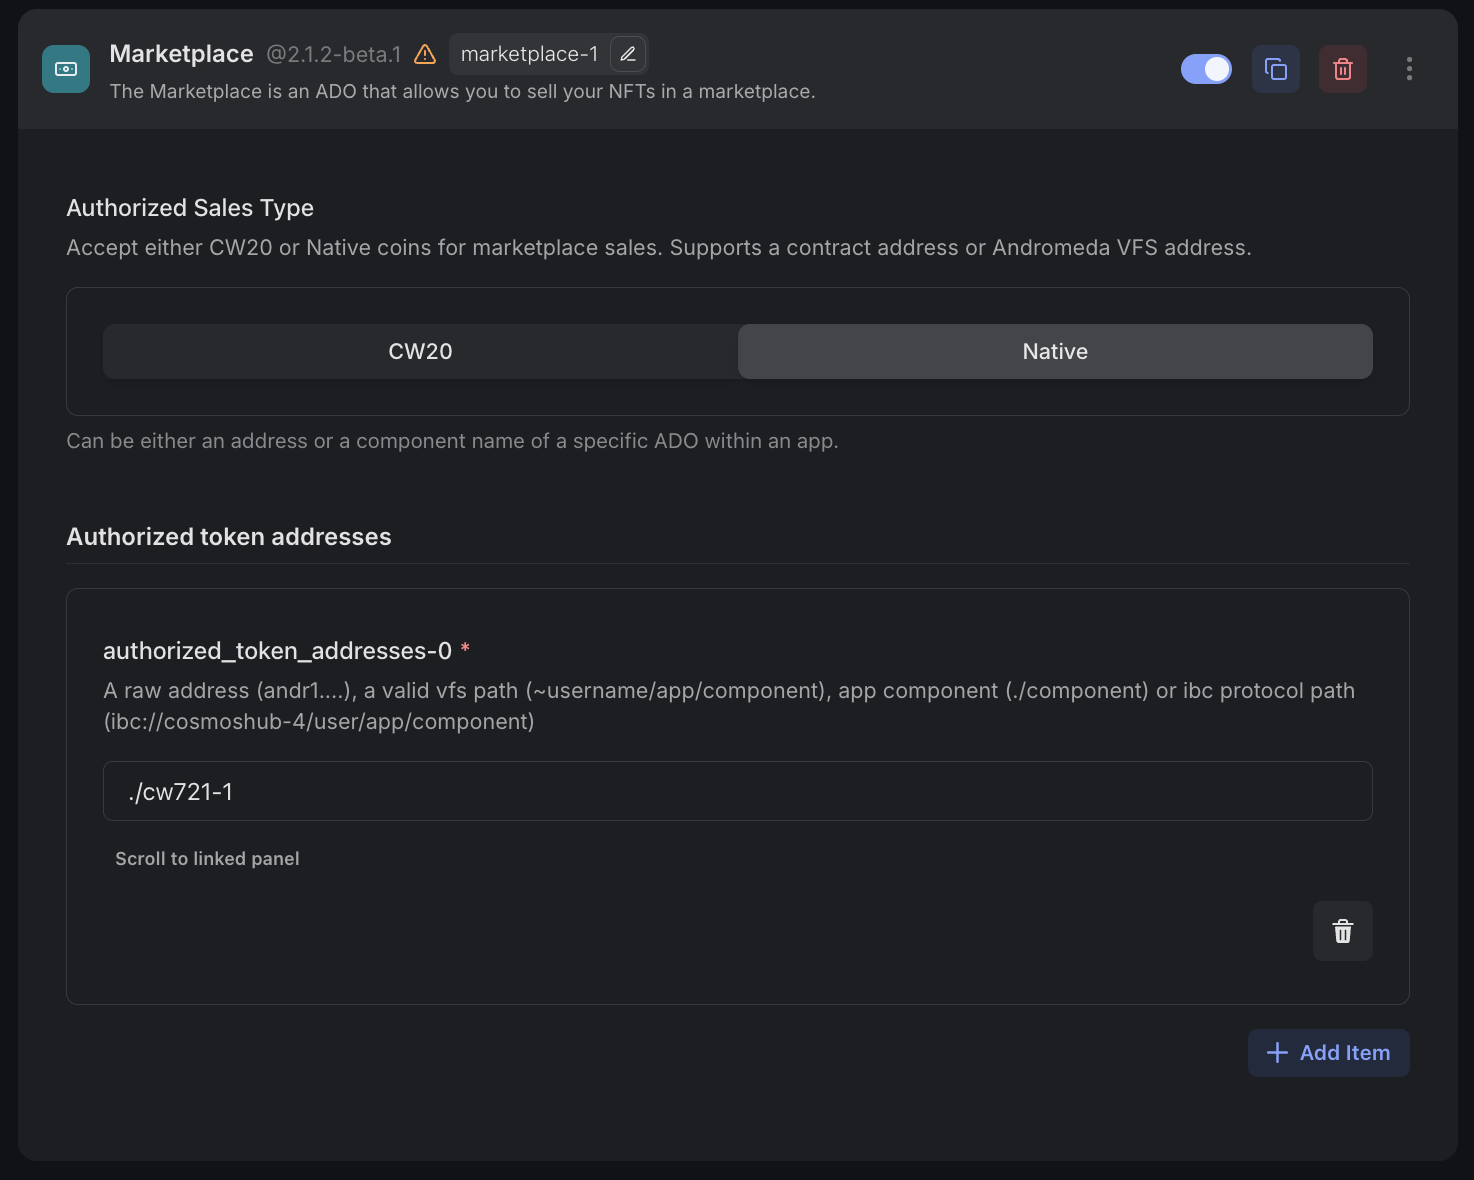 Marketplace @2.1.2-beta.1 marketplace-1
The Marketplace is an ADO that allows you to sell your NFTs in a marketplace.
Authorized Sales Type
Accept either CW20 or Native coins for marketplace sales. Supports a contract address or Andromeda VFS address.
CW20 Native
Can be either an address or a component name of a specific ADO within an app.
Authorized token addresses
authorized_token_addresses-0 *
A raw address (andr1....), a valid vfs path (~username/app/component), app component (./component) or ibc protocol path
(ibc://cosmoshub-4/user/app/component)
./cw721-1
Scroll to linked panel
Add Item